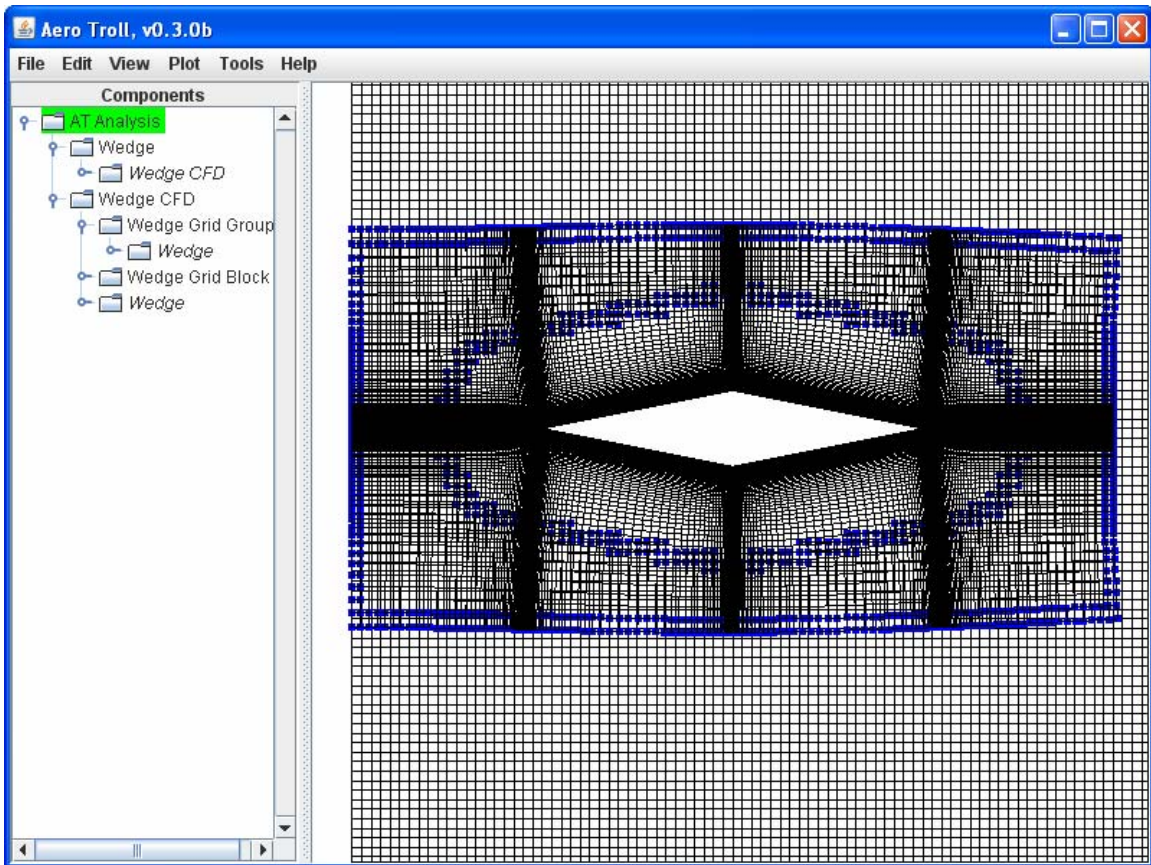 Aero Troll, v0.3.0b
File Edit View Plot Tools Help
Components
AT Analysis
Wedge
Wedge CFD
Wedge CFD
Wedge Grid Group
Wedge
Wedge Grid Block
Wedge